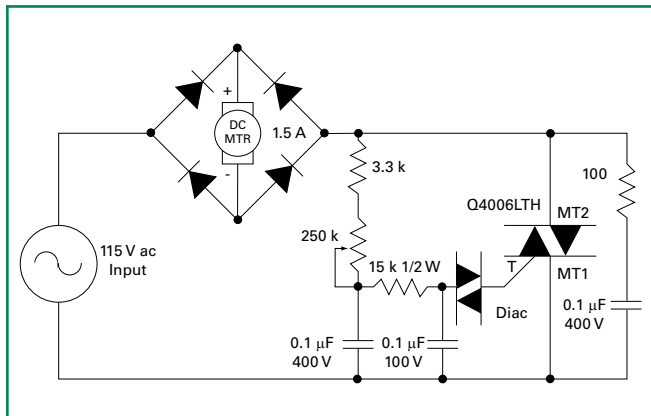 +
DC
MTR
-
1.5 A
3.3 k
100
Q4006LTH
MT2
250 k
115 V ac
Input
15 k 1/2 W
T
MT1
Diac
0.1 μF
400 V
0.1 μF
100 V
0.1 μF
400 V